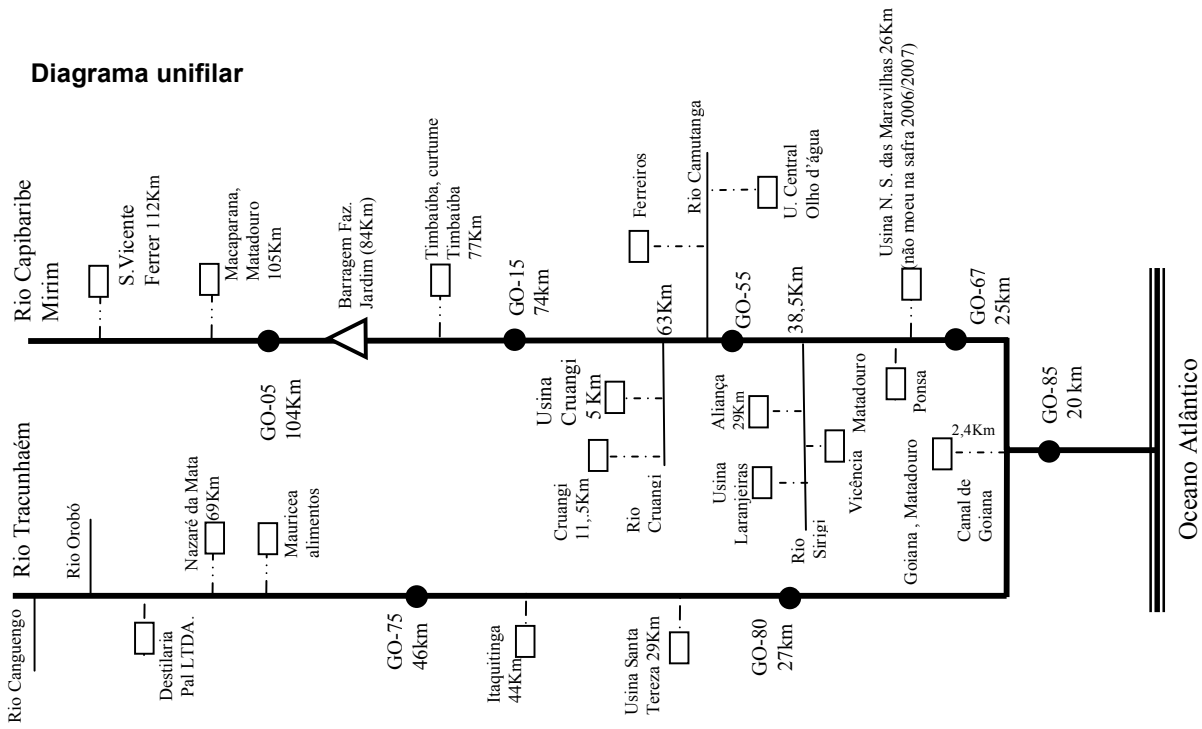 Diagrama unifilar
Rio Capibaribe
Mirim
S.Vicente
Ferrer 112Km
Macaparana,
Matadouro
105Km
GO-05
104Km
Barragem Faz.
Jardim (84Km)
Timbaúba, curtume
Timbaúba
77Km
GO-15
74km
Usina
Cruangi
5 Km
Cruangi
11,.5Km
Rio
Cruangi
63Km
Ferreiros
Rio Camutanga
U. Central
Olho d'água
GO-55
38,5Km
Aliança
29Km
Usina
Laranjeiras
Rio
Sirigi
Vicência
Matadouro
Usina N. S. das Maravilhas 26Km
(não moeu na safra 2006/2007)
Ponsa
GO-67
25km
Rio Tracunhaém
Rio Canguengo
Rio Orobó
Destilaria
Pal LTDA.
Nazaré da Mata
69Km
Mauricea
alimentos
GO-75
46km
Itaquitinga
44Km
Usina Santa
Tereza 29Km
GO-80
27km
Goiana , Matadouro
2,4Km
Canal de
Goiana
GO-85
20 km
Oceano Atlântico